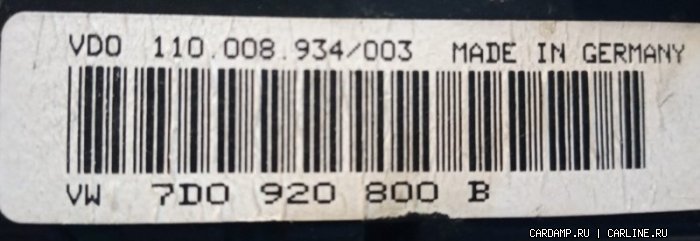 VDO 110.008.934/003 MADE IN GERMANY
VW 7D0 920 800 B
CARDAMP.RU | CARLINE.RU